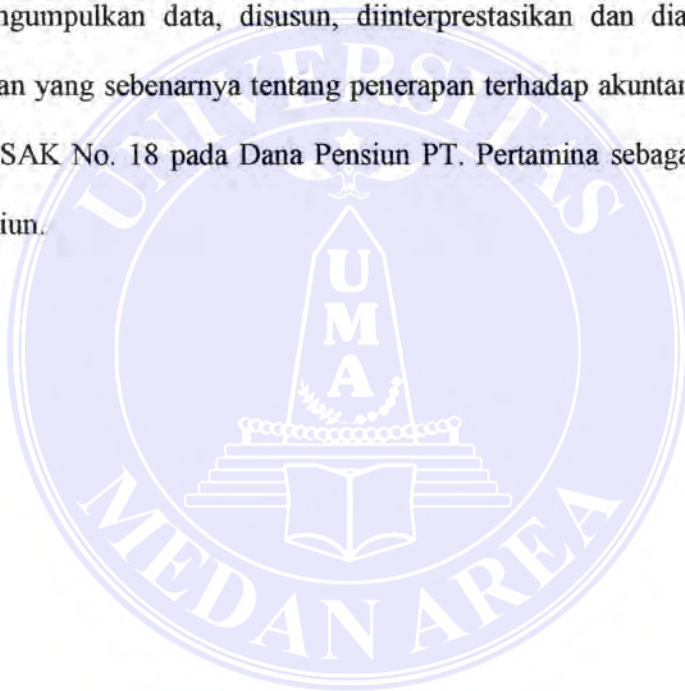 ngumpulkan data, disusun, diinterprestasikan dan dia
an yang sebenarnya tentang penerapan terhadap akuntan
SAK No. 18 pada Dana Pensiun PT. Pertamina sebaga
iun.
UNIVERSITAS
U
M
A
MEDAN AREA